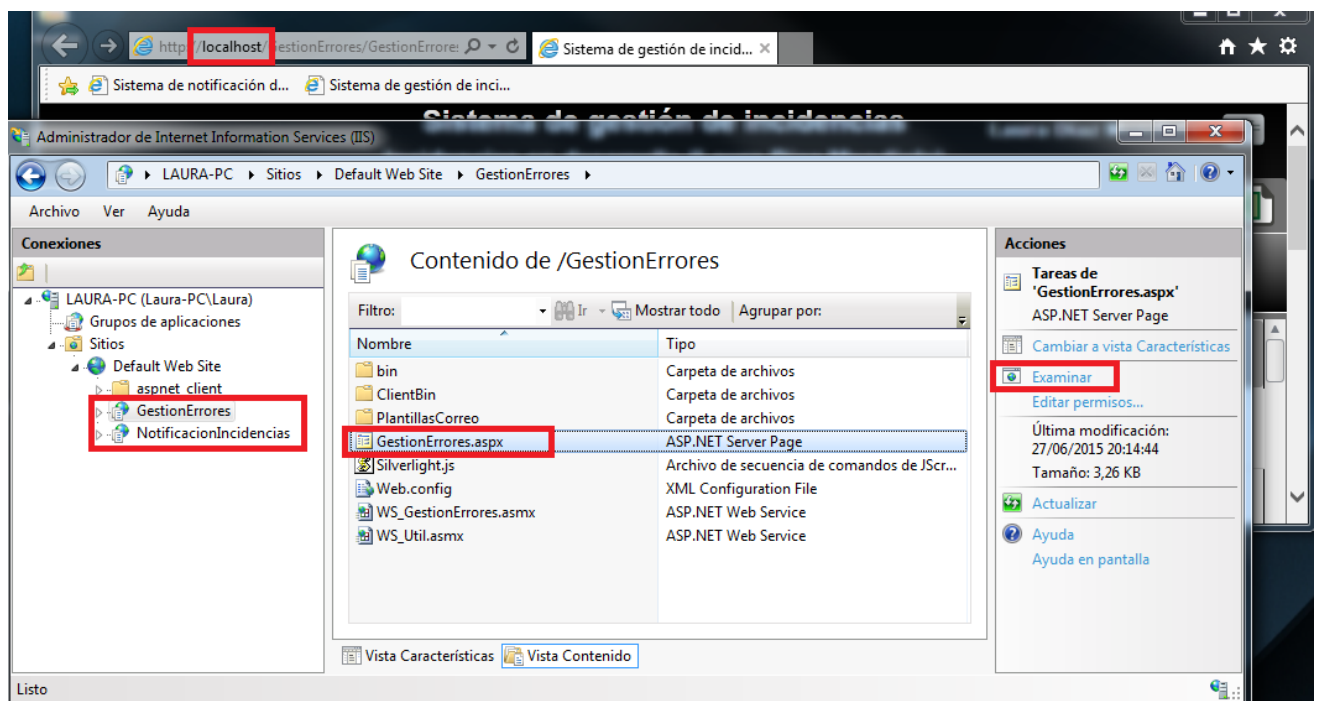 http://localhost/GestionErrores/GestionErrore:
Sistema de gestión de incid...
Sistema de notificación d...
Sistema de gestión de inci...
Sistema de gestión de incidencias
Administrador de Internet Information Services (IIS)
LAURA-PC
Sitios
Default Web Site
GestionErrores
Archivo
Ver
Ayuda
Conexiones
LAURA-PC (Laura-PC\Laura)
Grupos de aplicaciones
Sitios
Default Web Site
aspnet_client
GestionErrores
NotificacionIncidencias
Contenido de /GestionErrores
Filtro:
Ir
Mostrar todo
Agrupar por:
Nombre
Tipo
bin
Carpeta de archivos
ClientBin
Carpeta de archivos
PlantillasCorreo
Carpeta de archivos
GestionErrores.aspx
ASP.NET Server Page
Silverlight.js
Archivo de secuencia de comandos de JScr...
Web.config
XML Configuration File
WS_GestionErrores.asmx
ASP.NET Web Service
WS_Util.asmx
ASP.NET Web Service
Vista Características
Vista Contenido
Acciones
Tareas de
'GestionErrores.aspx'
ASP.NET Server Page
Cambiar a vista Características
Examinar
Editar permisos...
Última modificación:
27/06/2015 20:14:44
Tamaño: 3,26 KB
Actualizar
Ayuda
Ayuda en pantalla
Listo